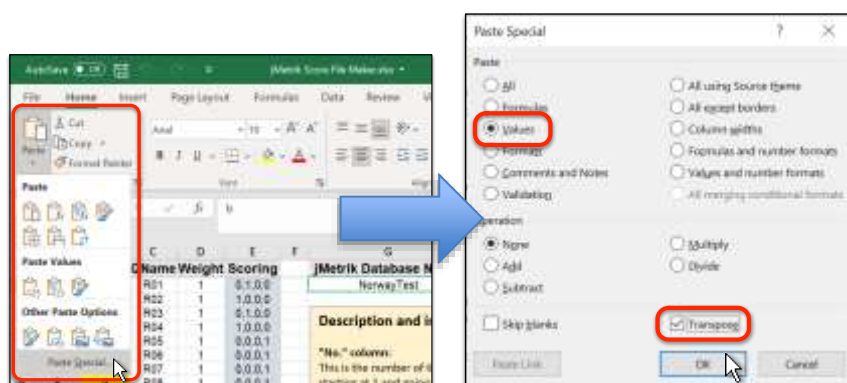 AutoSave
jMetrik Score File Maker.xlsx
File Home Insert Page Layout Formulas Data Review
Cut
Copy
Format Painter
Paste
Arial
10
Font
Paste
fx
b
Paste Values
Other Paste Options
Paste Special...
C D E F G
Name Weight Scoring jMetrik Database N
R01 1 0,1,0,0 NorwayTest
R02 1 1,0,0,0
R03 1 0,1,0,0
R04 1 1,0,0,0 Description and i
R05 1 0,0,0,1
R06 1 0,0,0,1 "No." column:
R07 1 0,0,0,1 This is the number of
R08 1 0,0,0,1 starting at 1 and
Paste Special ? ×
Paste
All All using Source theme
Formulas All except borders
Values Column widths
Formats Formulas and number formats
Comments and Notes Values and number formats
Validation All merging conditional formats
Operation
None Multiply
Add Divide
Subtract
Skip blanks Transpose
Paste Link OK Cancel